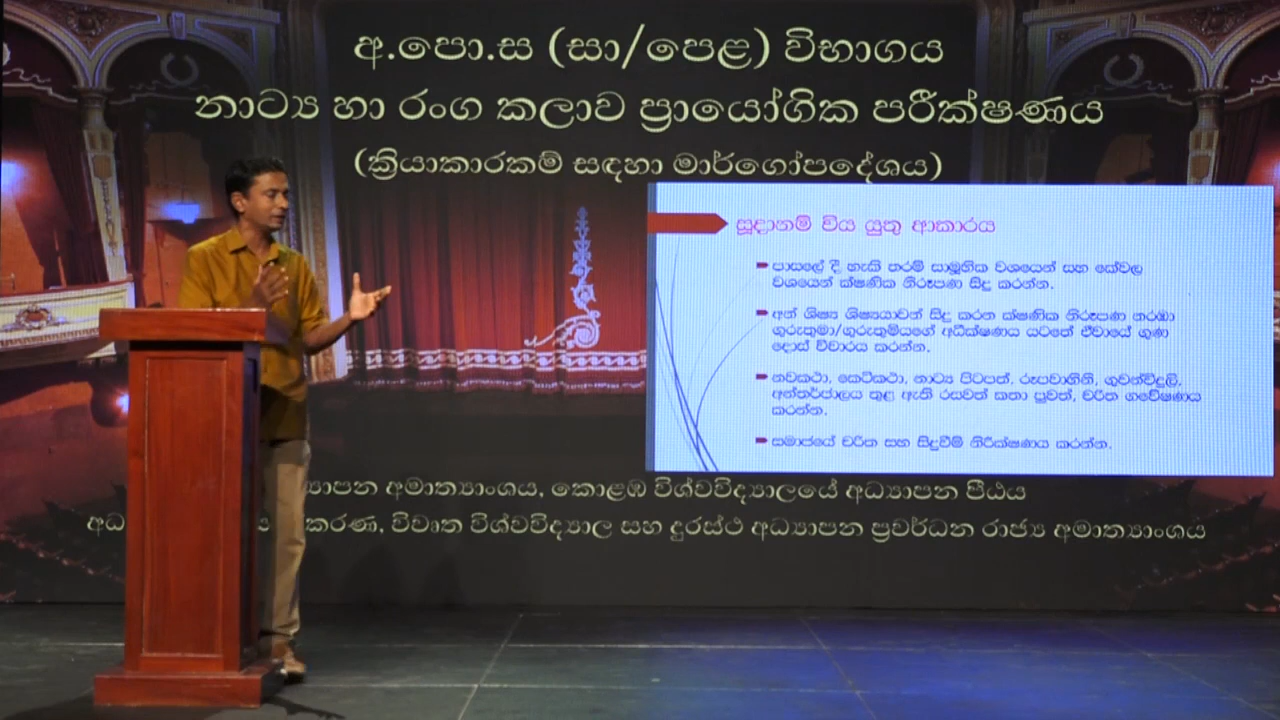 අ.පො.ස (සා/පෙළ) විභාගය
නාට්‍ය හා රංග කලාව ප්‍රායෝගික පරීක්ෂණය
(ක්‍රියාකාරකම් සඳහා මාර්ගෝපදේශය)
සූදානම් විය යුතු ආකාරය
පාසලේ දී හැකි තරම් සාමූහික වශයෙන් සහ කේවල
වශයෙන් ක්ෂණික නිරූපණ සිදු කරන්න.
අන් ශිෂ්‍ය ශිෂ්‍යයාවන් සිදු කරන ක්ෂණික නිරූපණ නරඹා
ගුරුතුමා/ගුරුතුමියගේ අධීක්ෂණය යටතේ ඒවායේ ගුණ
දොස් විචාරය කරන්න.
නවකථා, කෙටිකථා, නාට්‍ය පිටපත්, රූපවාහිනී, ගුවන්විදුලි,
අන්තර්ජාලය තුළ ඇති රසවත් කතා පුවත්, චරිත ගවේෂණය
කරන්න.
සමාජයේ චරිත සහ සිදුවීම් නිරීක්ෂණය කරන්න.
යාපන අමාත්‍යාංශය, කොළඹ විශ්වවිද්‍යාලයේ අධ්‍යාපන පීඨය
අධ කරණ, විවෘත විශ්වවිද්‍යාල සහ දුරස්ථ අධ්‍යාපන ප්‍රවර්ධන රාජ්‍ය අමාත්‍යාංශය